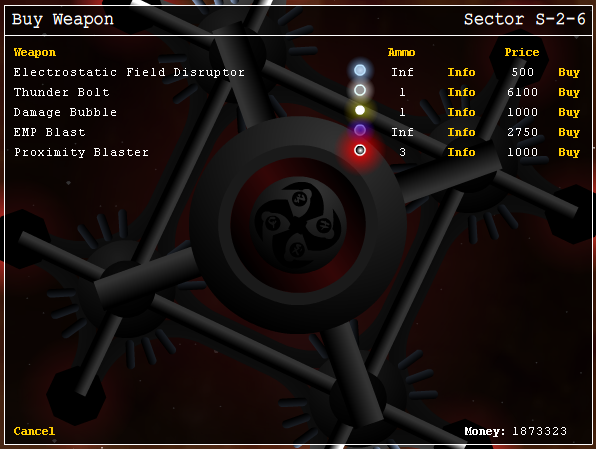 Buy Weapon Sector S-2-6
Weapon Ammo Price
Electrostatic Field Disruptor Inf Info 500 Buy
Thunder Bolt 1 Info 6100 Buy
Damage Bubble 1 Info 1000 Buy
EMP Blast Inf Info 2750 Buy
Proximity Blaster 3 Info 1000 Buy
Cancel Money: 1873323